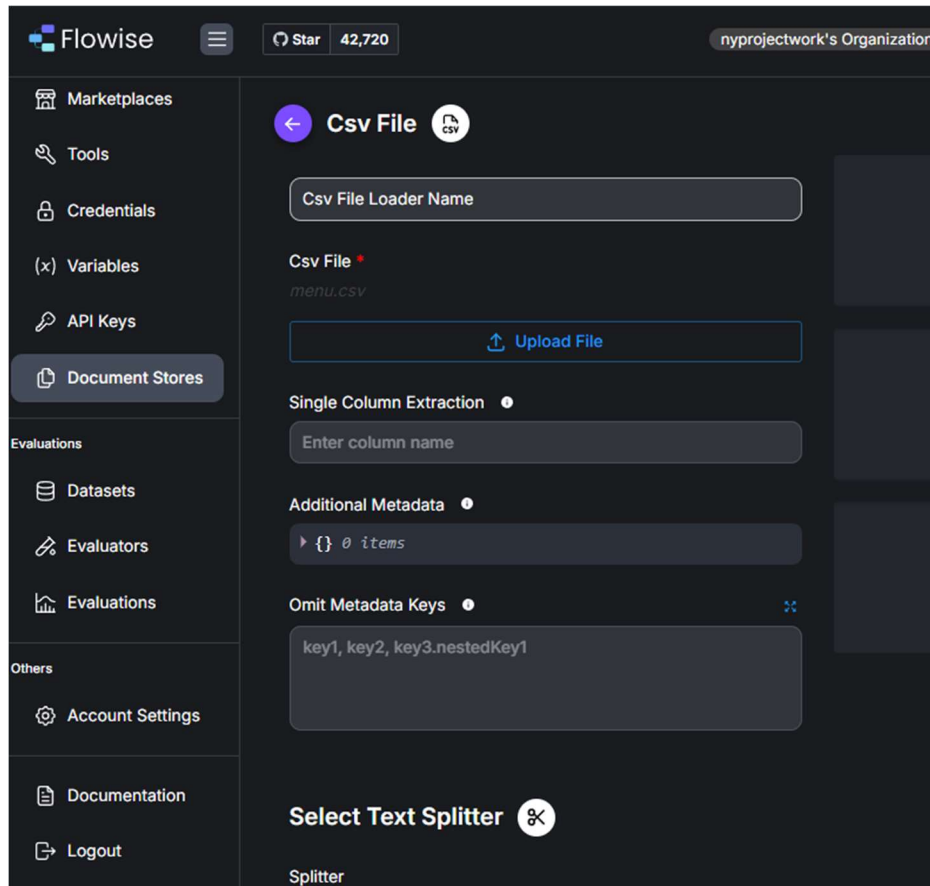 Flowise
Star 42,720
nyprojectwork's Organization
Marketplaces
Tools
Credentials
(x) Variables
API Keys
Document Stores
Evaluations
Datasets
Evaluators
Evaluations
Others
Account Settings
Documentation
Logout
Csv File
CSV
Csv File Loader Name
Csv File *
menu.csv
Upload File
Single Column Extraction
Enter column name
Additional Metadata
{} 0 items
Omit Metadata Keys
key1, key2, key3.nestedKey1
Select Text Splitter
Splitter